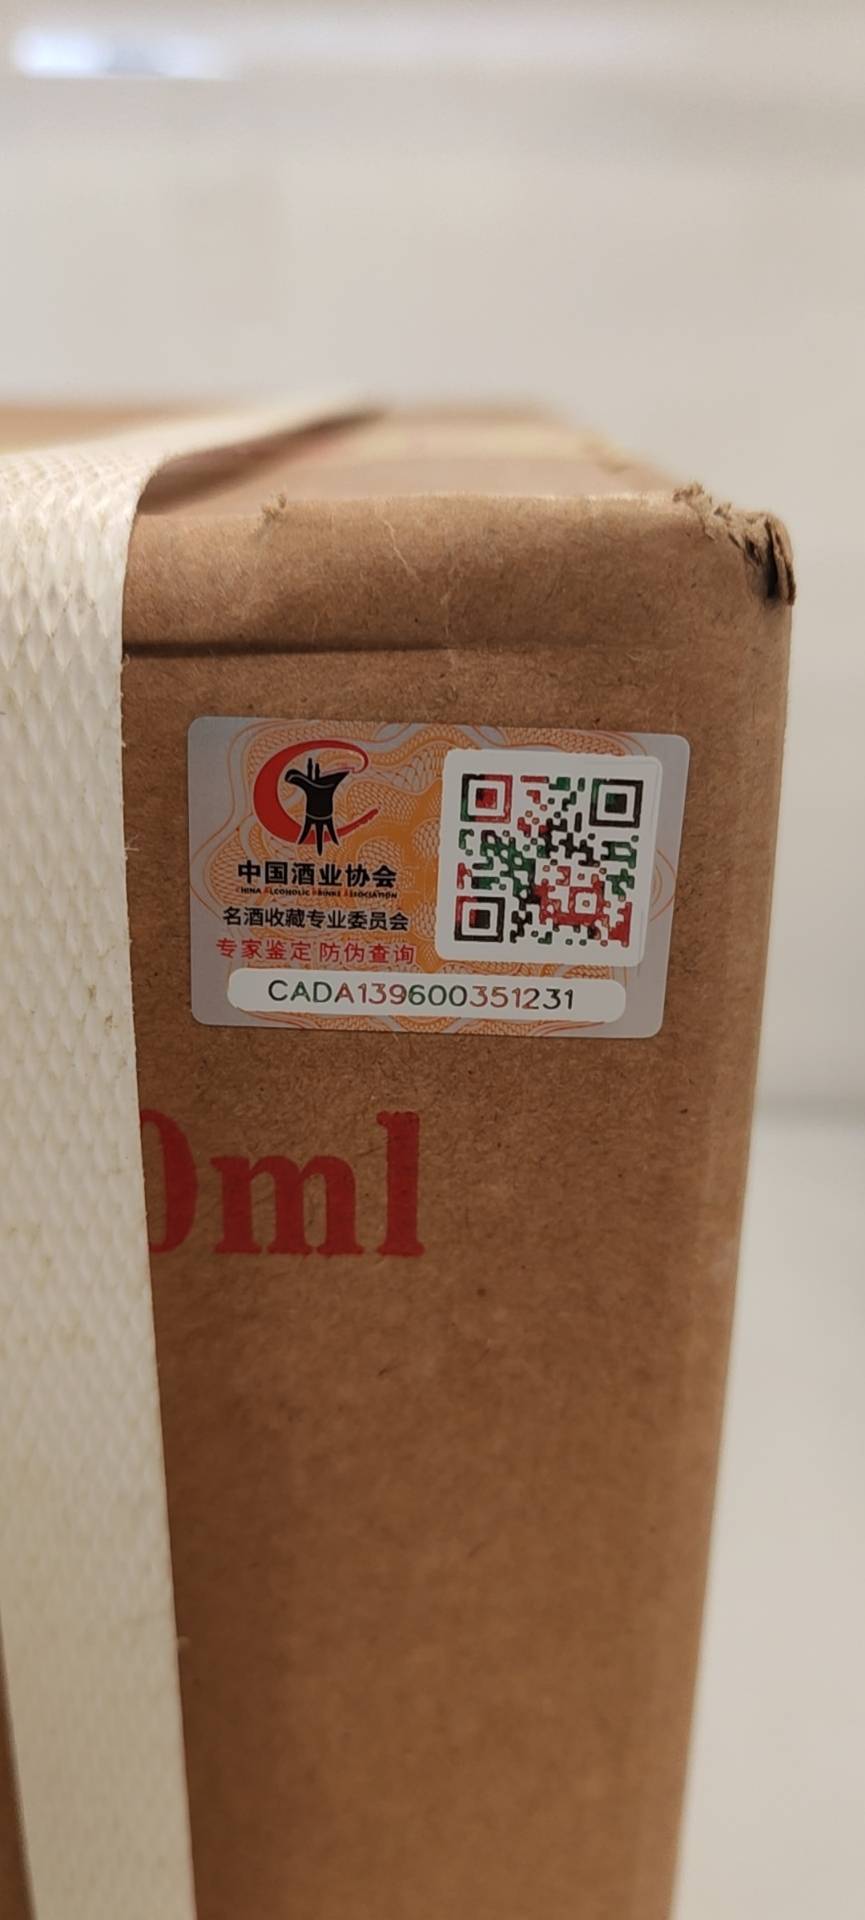 中国酒业协会
CHINA ALCOHOLIC DRINKS ASSOCIATION
名酒收藏专业委员会
专家鉴定 防伪查询
CADA139600351231
0ml